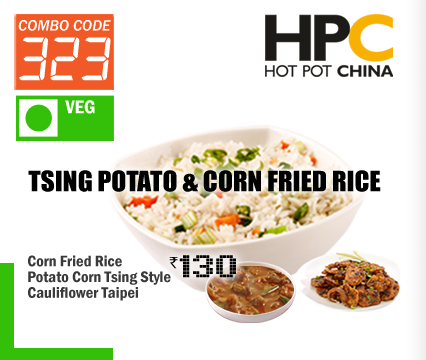 COMBO CODE
323
VEG
HPC
HOT POT CHINA
TSING POTATO & CORN FRIED RICE
Corn Fried Rice
Potato Corn Tsing Style
Cauliflower Taipei
₹130